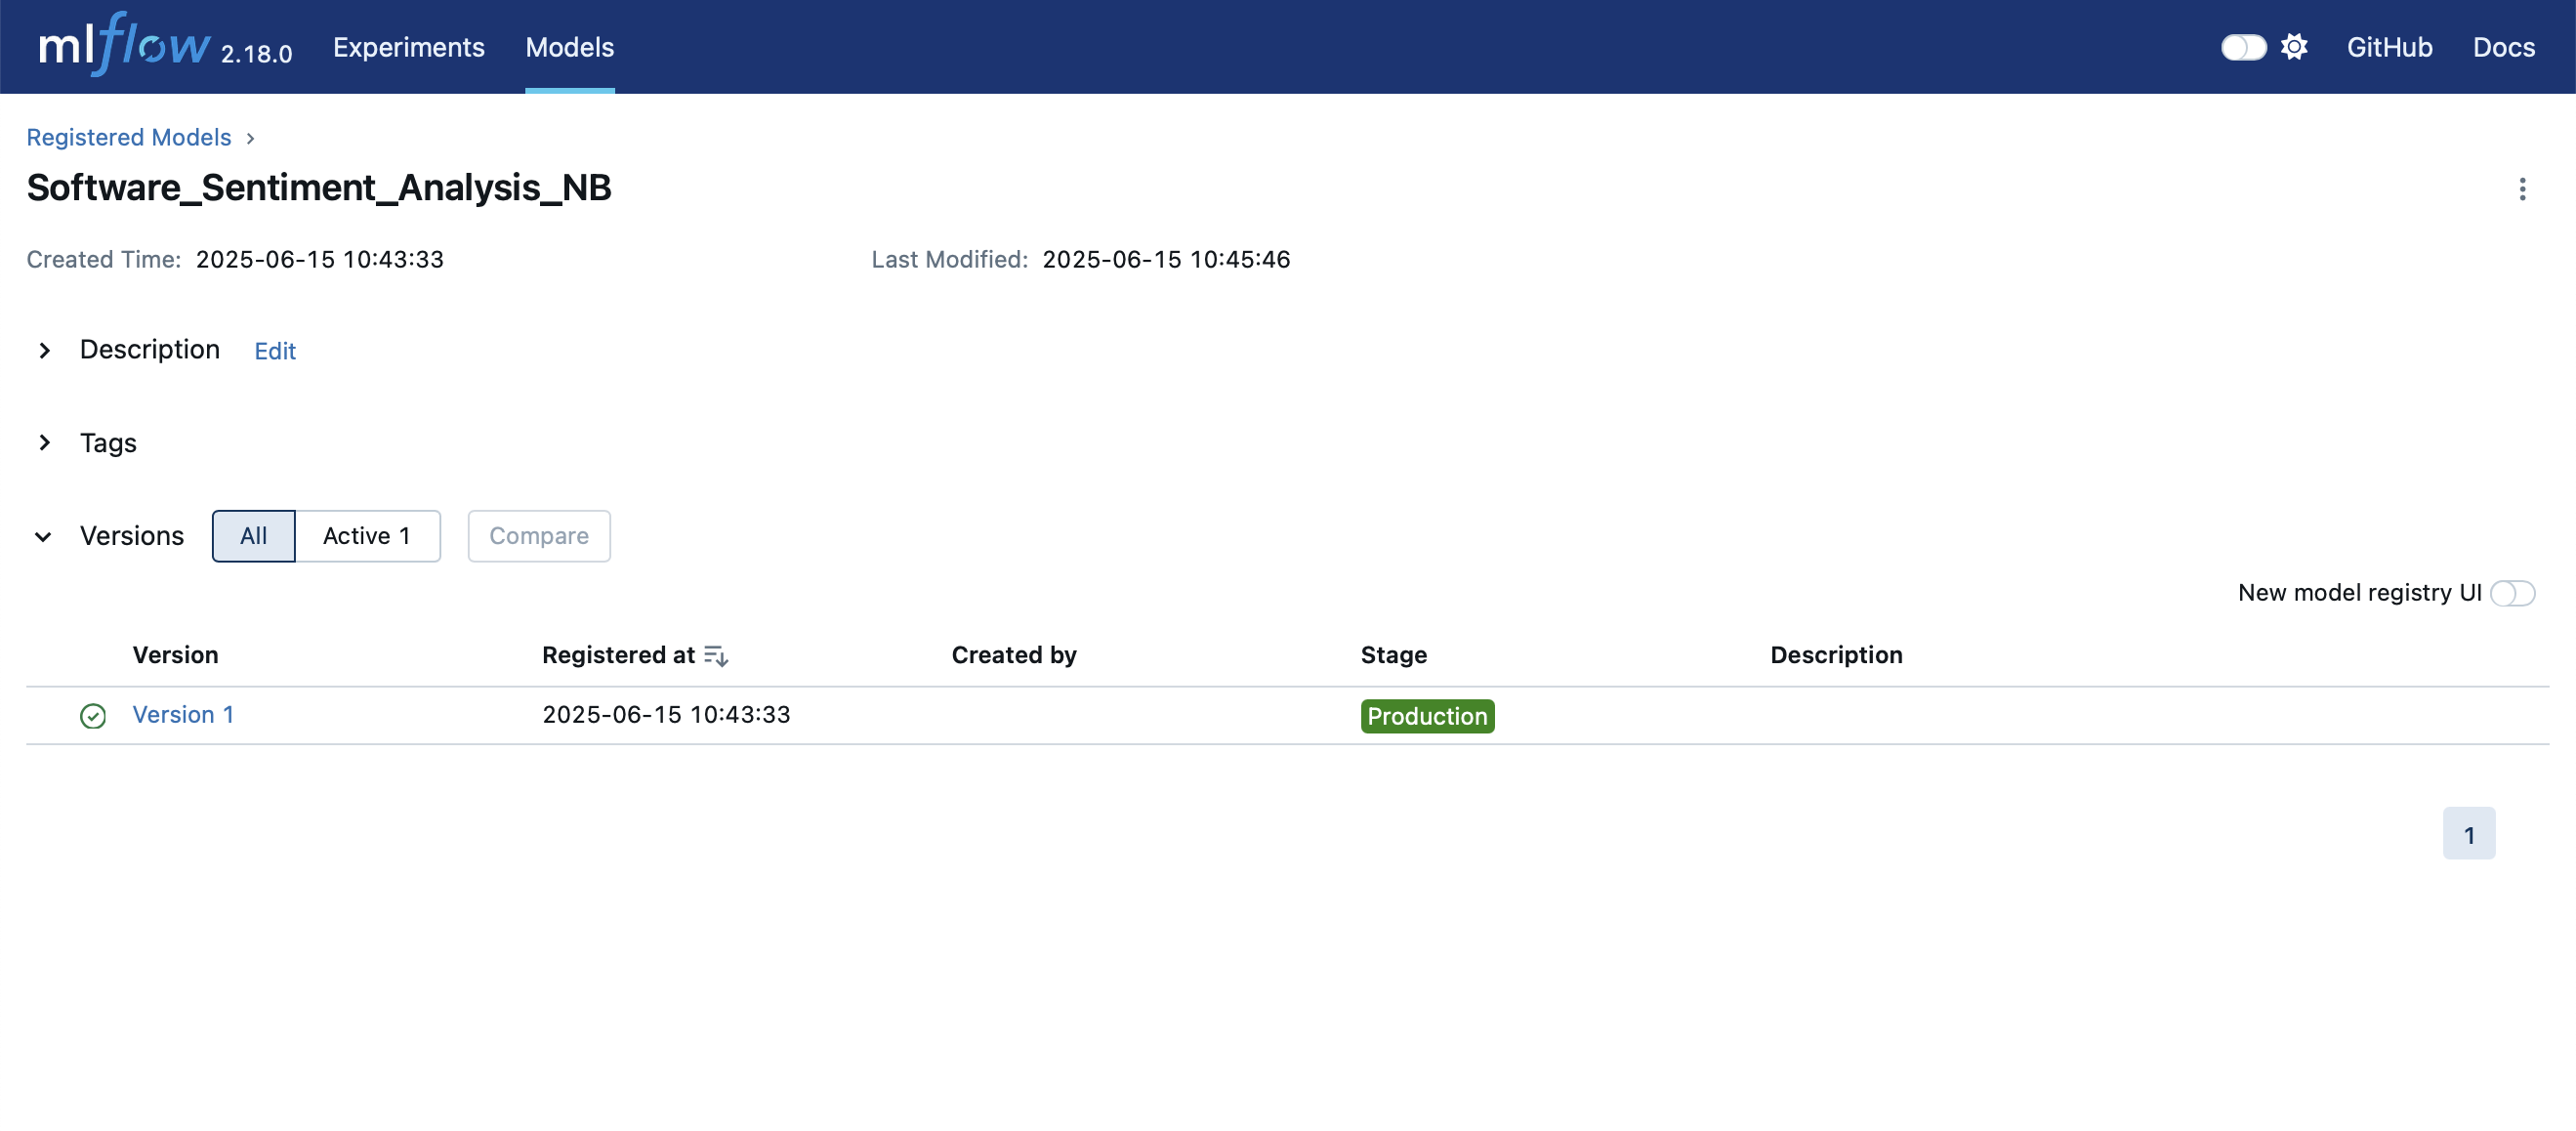 mlflow 2.18.0 Experiments Models GitHub Docs
Registered Models
Software_Sentiment_Analysis_NB
Created Time: 2025-06-15 10:43:33 Last Modified: 2025-06-15 10:45:46
Description Edit
Tags
Versions All Active 1 Compare
New model registry UI
Version Registered at Created by Stage Description
Version 1 2025-06-15 10:43:33 Production
1